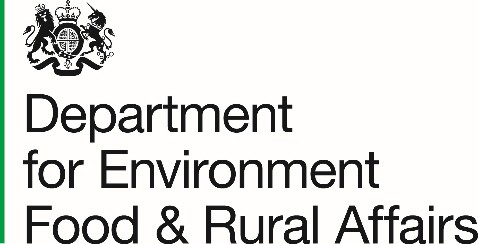 Department
for Environment
Food & Rural Affairs